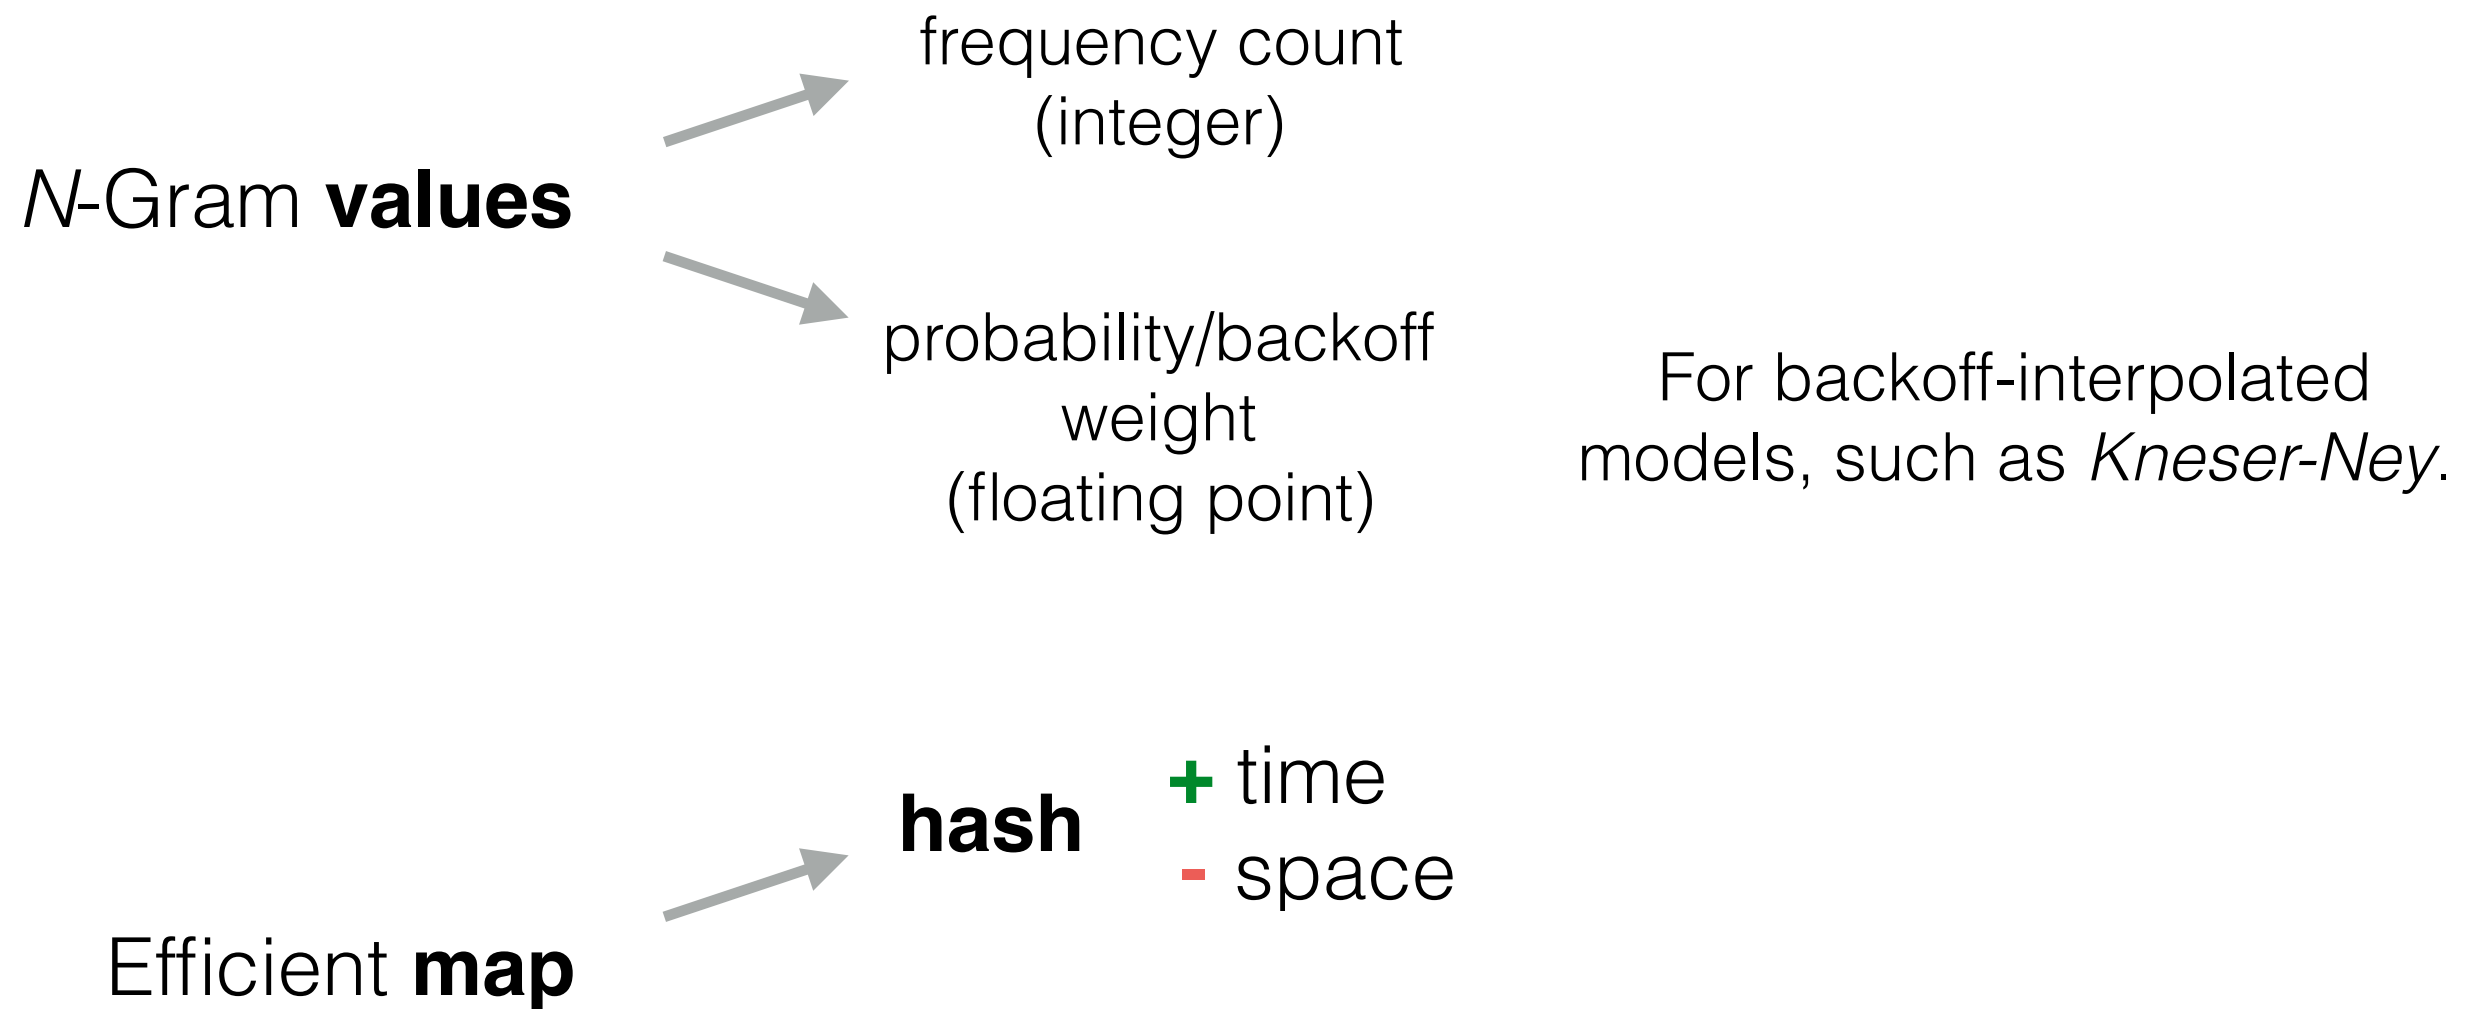 frequency count
(integer)
N-Gram values
probability/backoff
weight
(floating point)
For backoff-interpolated
models, such as Kneser-Ney.
hash
+ time
- space
Efficient map